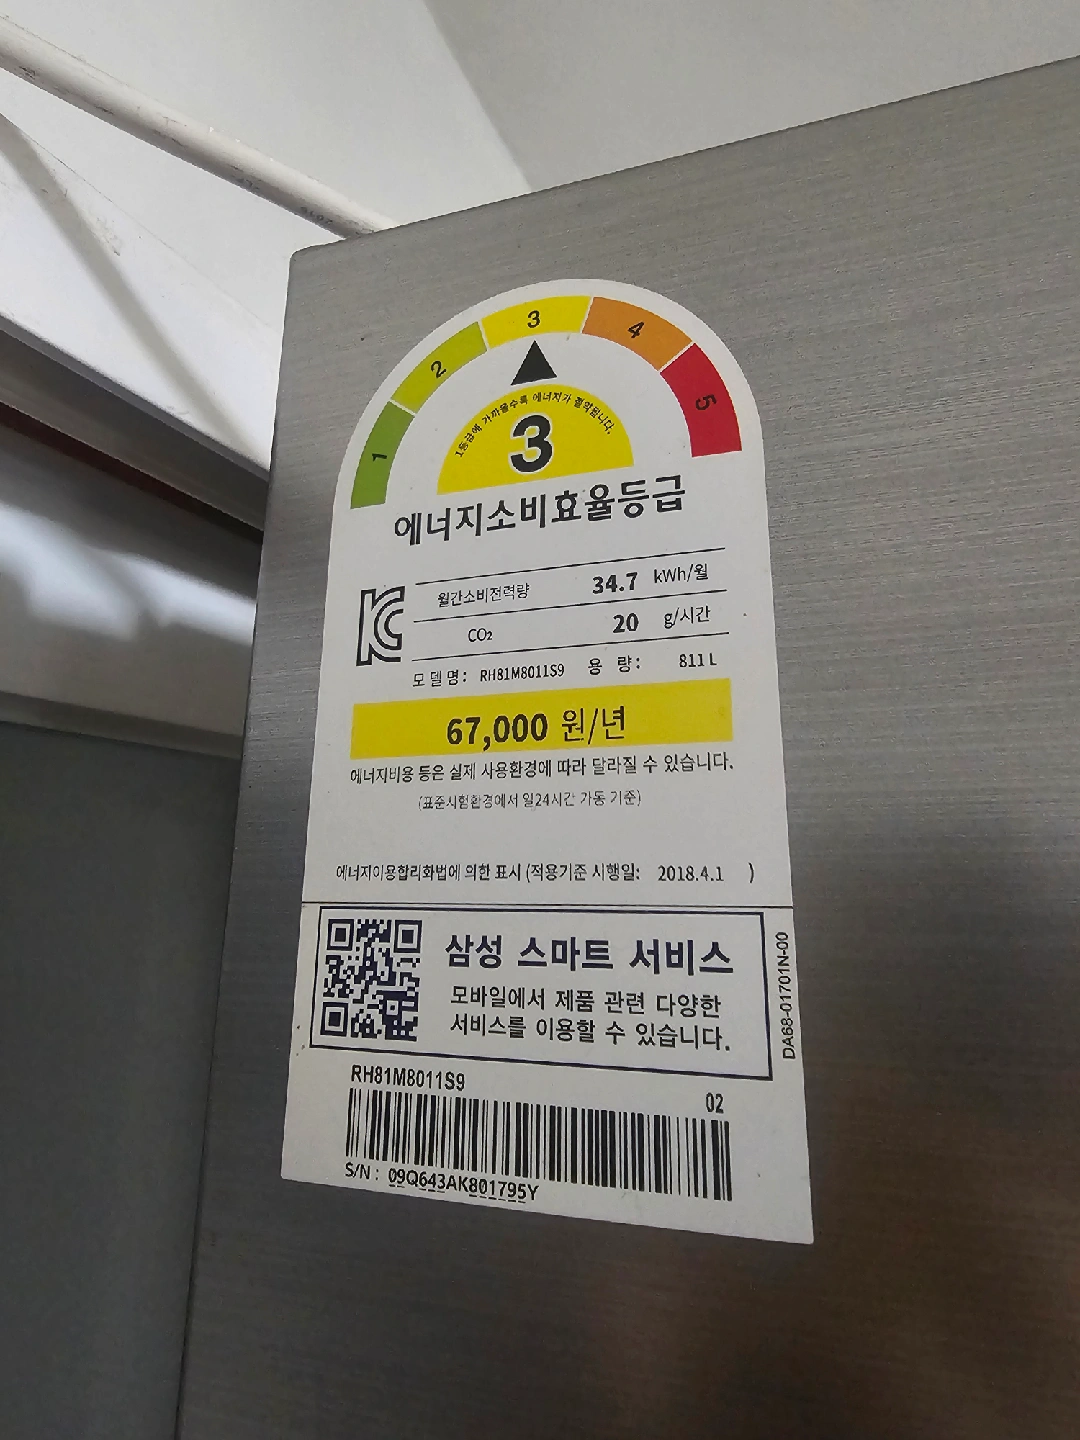 1
2
3
4
5
1등급에 가까울수록 에너지가 절약됩니다.
3
에너지소비효율등급
월간소비전력량 34.7 kWh/월
CO₂ 20 g/시간
모 델 명 : RH81M8011S9 용 량 : 811 L
67,000 원/년
에너지비용 등은 실제 사용환경에 따라 달라질 수 있습니다.
(표준시험환경에서 일24시간 가동 기준)
에너지이용합리화법에 의한 표시 (적용기준 시행일: 2018.4.1 )
삼성 스마트 서비스
모바일에서 제품 관련 다양한
서비스를 이용할 수 있습니다.
DA68-01701N-00
RH81M8011S9
02
S/N : 09Q643AK801795Y